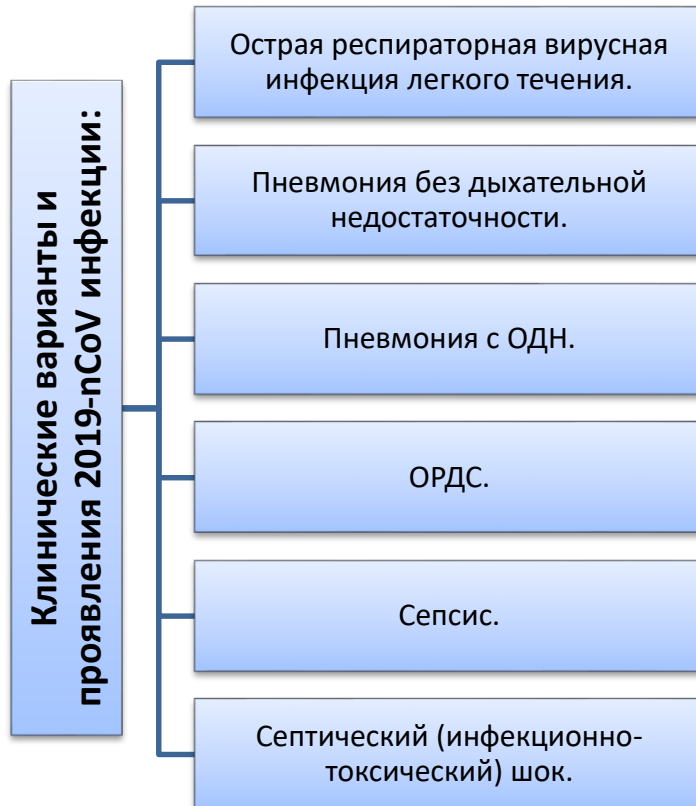 Клинические варианты и
проявления 2019-nCoV инфекции:
Острая респираторная вирусная
инфекция легкого течения.
Пневмония без дыхательной
недостаточности.
Пневмония с ОДН.
ОРДС.
Сепсис.
Септический (инфекционно-
токсический) шок.